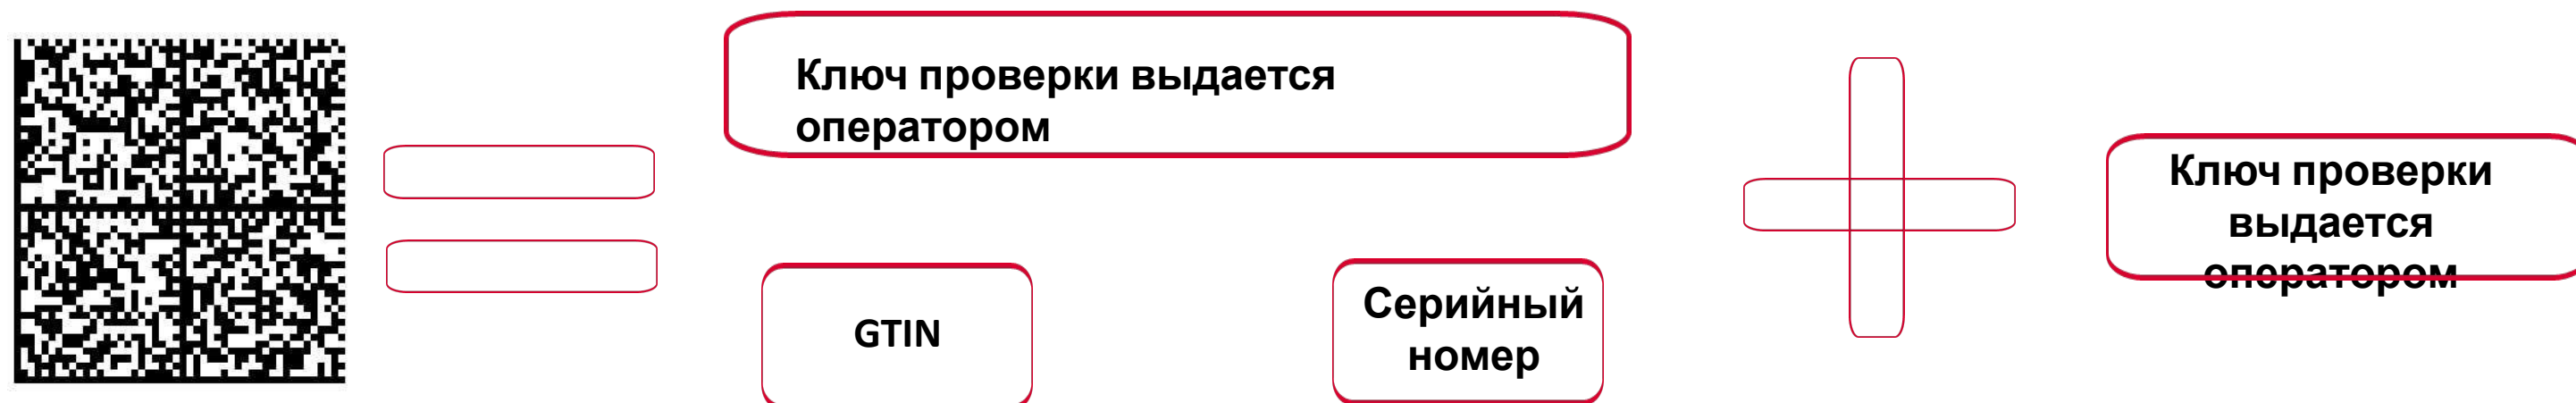 Ключ проверки выдается
оператором
GTIN
Серийный
номер
Ключ проверки
выдается
оператором